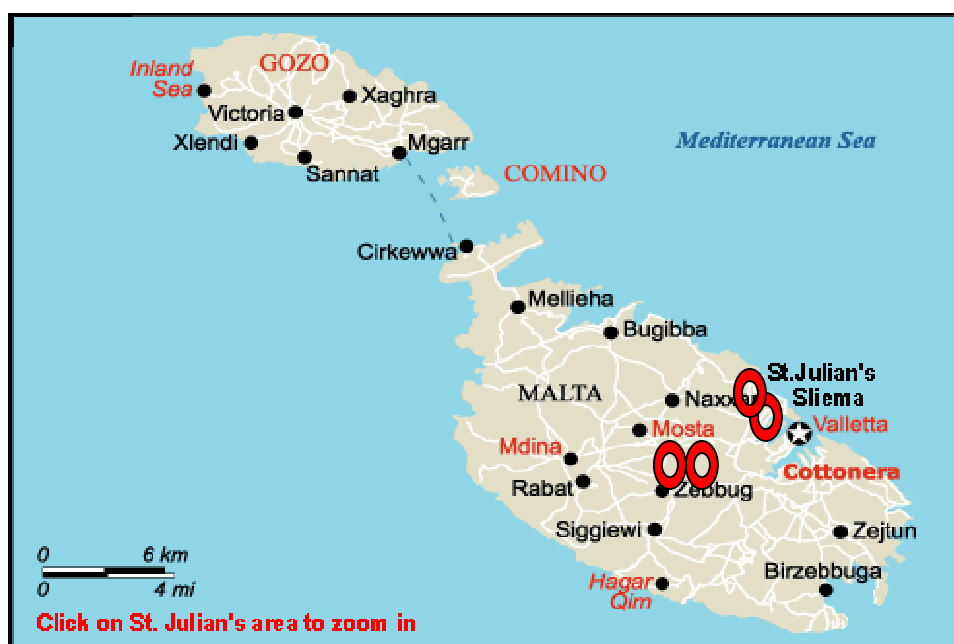 Inland
Sea
GOZO
Xaghra
Victoria
Xlendi
Sannat
Mgarr
Mediterranean Sea
COMINO
Cirkewwa
Mellieha
Bugibba
St.Julian's
Sliema
MALTA
Naxxar
Valletta
Mosta
Mdina
Cottonera
Rabat
Zebbug
Siggiewi
Zejtun
Birzebbuga
Hagar
Qim
0 6 km
0 4 mi
Click on St. Julian's area to zoom in